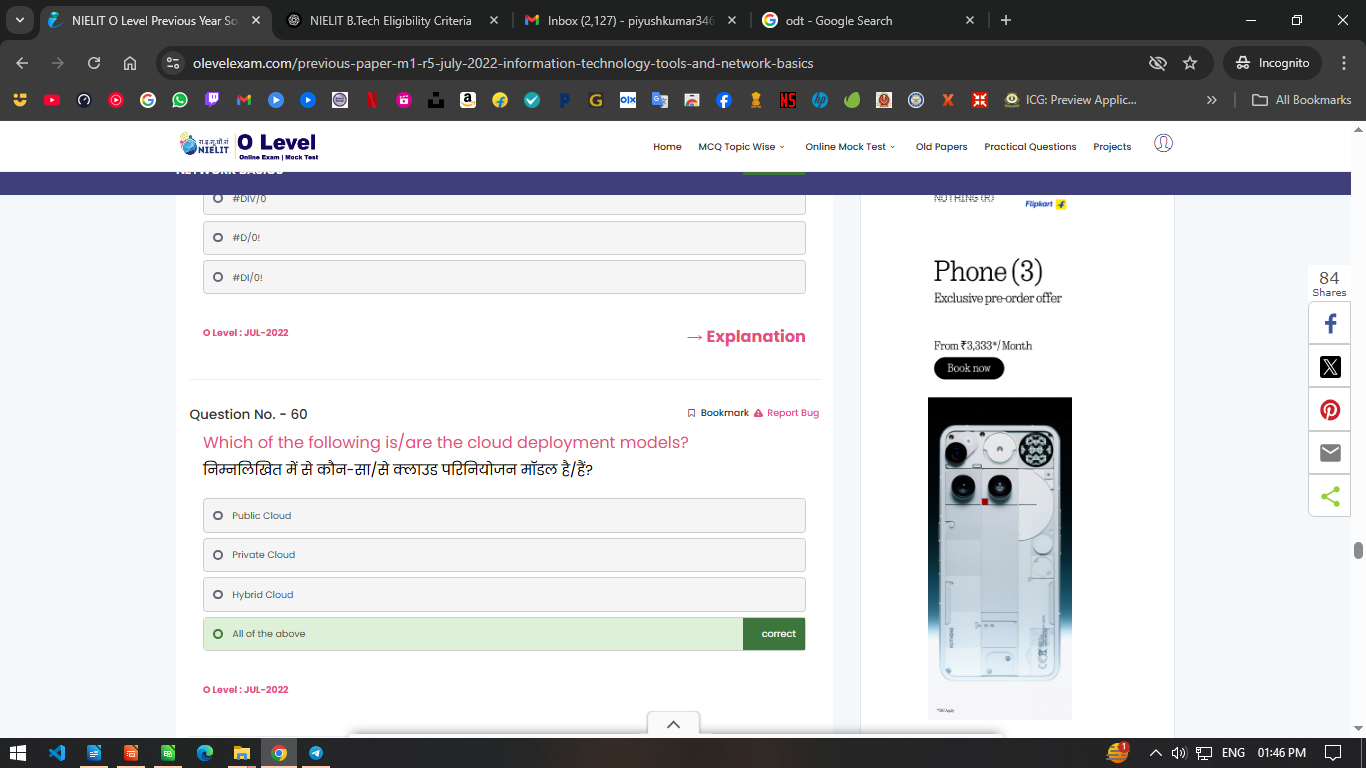 NIELIT O Level Previous Year So
NIELIT B.Tech Eligibility Criteria
Inbox (2,127) - piyushkumar346
odt - Google Search
olevelexam.com/previous-paper-m1-r5-july-2022-information-technology-tools-and-network-basics
Incognito
ICG: Preview Applic...
All Bookmarks
रा.इ.सू.प्रौ.सं
NIELIT
O Level
Online Exam | Mock Test
Home
MCQ Topic Wise
Online Mock Test
Old Papers
Practical Questions
Projects
NETWORK BASICS
#DIV/0
#D/0!
#DI/0!
O Level : JUL-2022
→ Explanation
Question No. - 60
Bookmark
Report Bug
Which of the following is/are the cloud deployment models?
निम्नलिखित में से कौन-सा/से क्लाउड परिनियोजन मॉडल है/हैं?
Public Cloud
Private Cloud
Hybrid Cloud
All of the above
correct
O Level : JUL-2022
NOTHING (R)
Flipkart
Phone (3)
Exclusive pre-order offer
From ₹3,333*/Month
Book now
84
Shares
1
ENG
01:46 PM